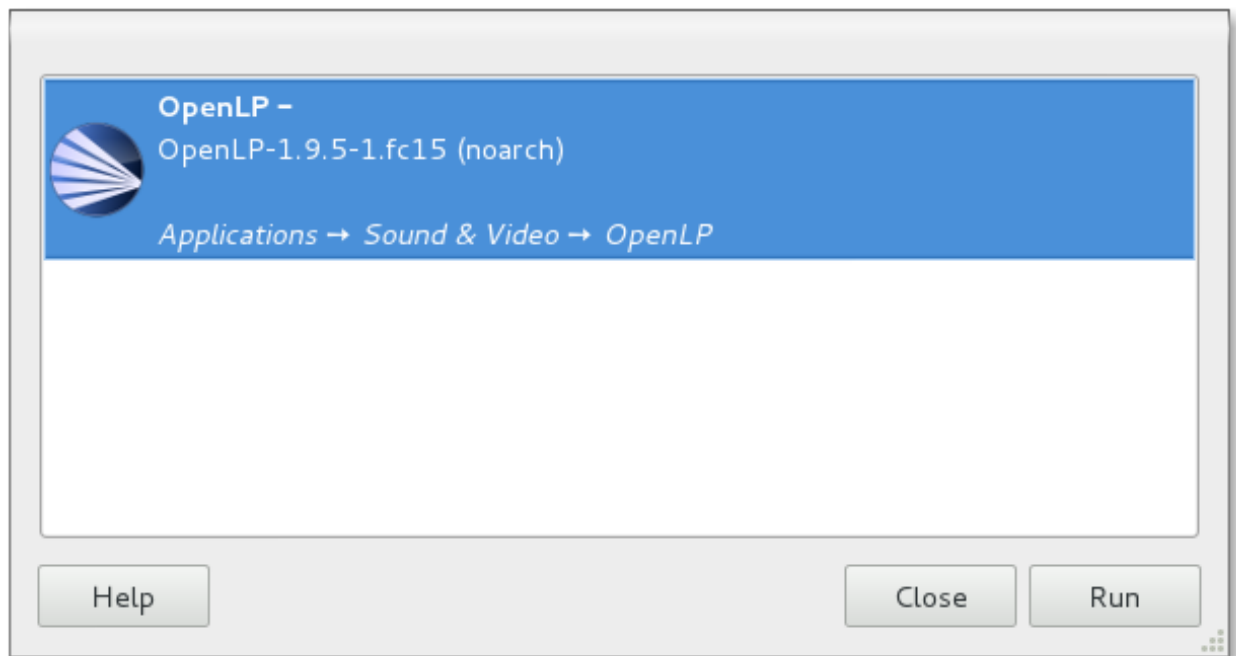 OpenLP –
OpenLP-1.9.5-1.fc15 (noarch)
Applications → Sound & Video → OpenLP
Help
Close
Run